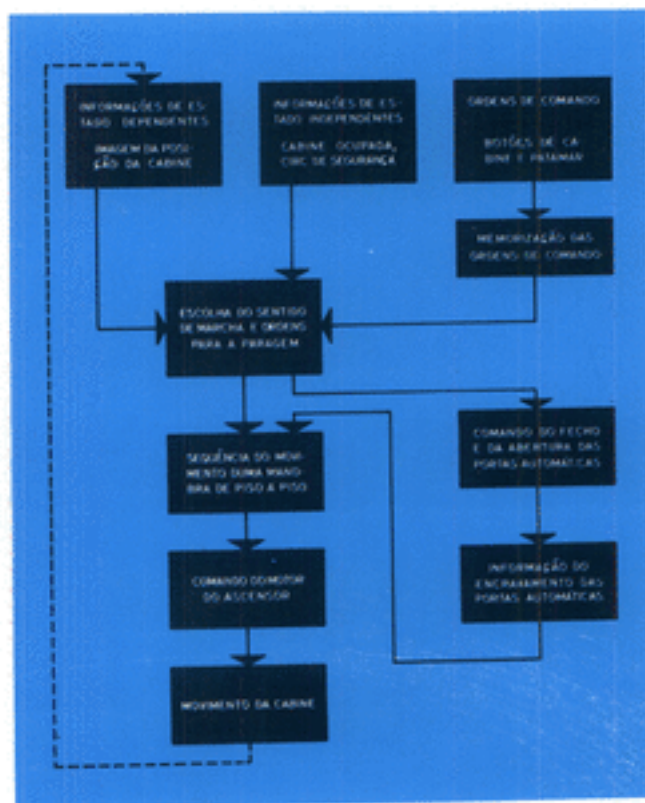 INFORMAÇÕES DE ES-
TADO DEPENDENTES
IMAGEM DA POSI-
ÇÃO DA CABINE
INFORMAÇÕES DE ES-
TADO INDEPENDENTES
CABINE OCUPADA,
CIRC DE SEGURANÇA
ORDENS DE COMANDO
BOTÕES DE CA-
BINE E PATAMAR
MEMORIZAÇÃO DAS
ORDENS DE COMANDO
ESCOLHA DO SENTIDO
DE MARCHA E ORDENS
PARA A PARAGEM
SEQUÊNCIA DO MOVI-
MENTO DUMA MANO-
BRA DE PISO A PISO
COMANDO DO FECHO
E DA ABERTURA DAS
PORTAS AUTOMÁTICAS
COMANDO DO MOTOR
DO ASCENSOR
INFORMAÇÃO DO
ENCRAVAMENTO DAS
PORTAS AUTOMÁTICAS
MOVIMENTO DA CABINE